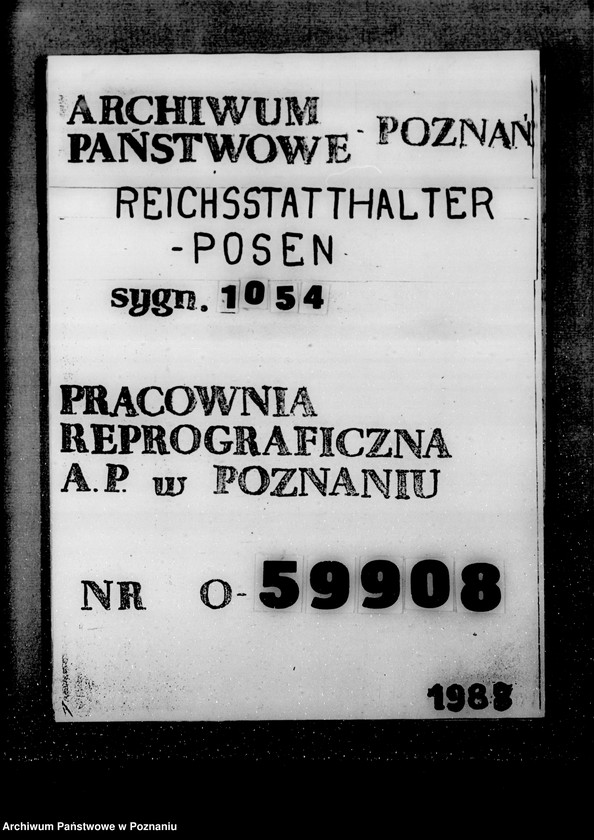 ARCHIWUM
PAŃSTWOWE - POZNAŃ
REICHSSTATTHALTER
-POSEN
sygn. 1054
PRACOWNIA
REPROGRAFICZNA
A.P. w POZNANIU
NR O-59908
1988
Archiwum Państwowe w Poznaniu